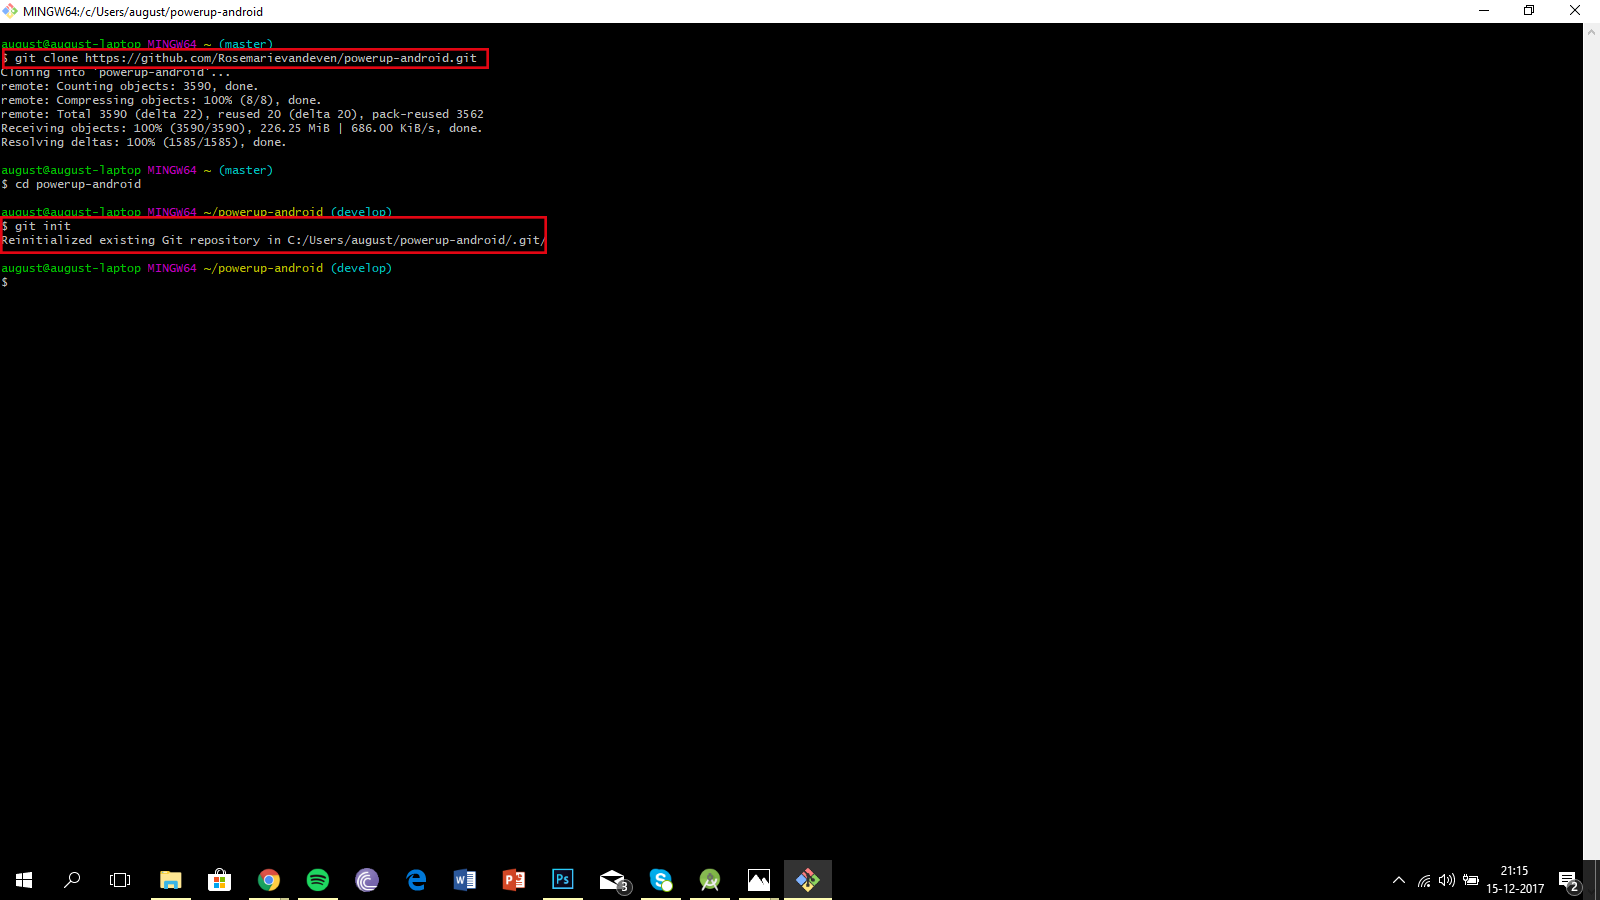 MINGW64:/c/Users/august/powerup-android
august@august-laptop MINGW64 ~ (master)
$ git clone https://github.com/Rosemarievandeven/powerup-android.git
Cloning into 'powerup-android'...
remote: Counting objects: 3590, done.
remote: Compressing objects: 100% (8/8), done.
remote: Total 3590 (delta 22), reused 20 (delta 20), pack-reused 3562
Receiving objects: 100% (3590/3590), 226.25 MiB | 686.00 KiB/s, done.
Resolving deltas: 100% (1585/1585), done.
august@august-laptop MINGW64 ~ (master)
$ cd powerup-android
august@august-laptop MINGW64 ~/powerup-android (develop)
$ git init
Reinitialized existing Git repository in C:/Users/august/powerup-android/.git/
august@august-laptop MINGW64 ~/powerup-android (develop)
$
Ps
3
21:15
15-12-2017
2